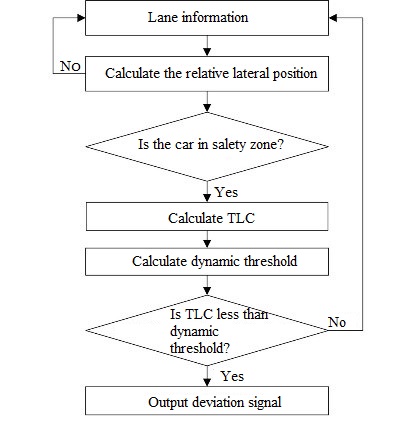 Lane information
No
Calculate the relative lateral position
Is the car in salety zone?
Yes
Calculate TLC
Calculate dynamic threshold
Is TLC less than
dynamic
threshold?
No
Yes
Output deviation signal